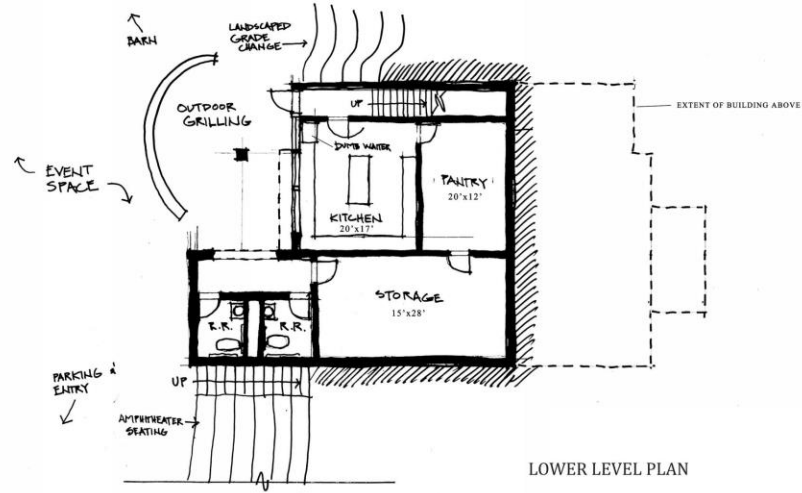 BARN
LANDSCAPED
GRADE
CHANGE
OUTDOOR
GRILLING
UP
EXTENT OF BUILDING ABOVE
DUMB WAITER
EVENT
SPACE
PANTRY
20'x12'
KITCHEN
20'x17'
STORAGE
15'x28'
R.R.
R.R.
PARKING &
ENTRY
UP
AMPHITHEATER
SEATING
LOWER LEVEL PLAN